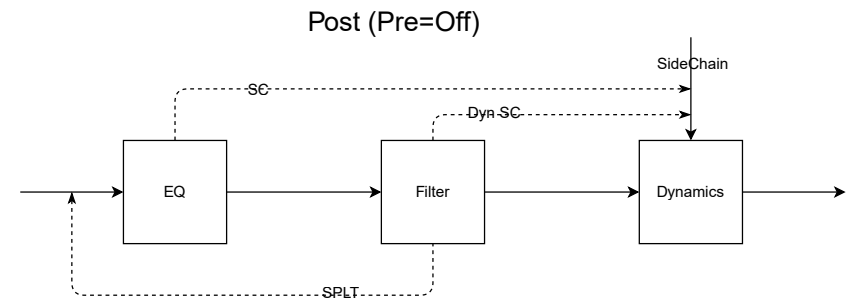 Post (Pre=Off)
SideChain
SC
Dyn SC
EQ
Filter
Dynamics
SPLT